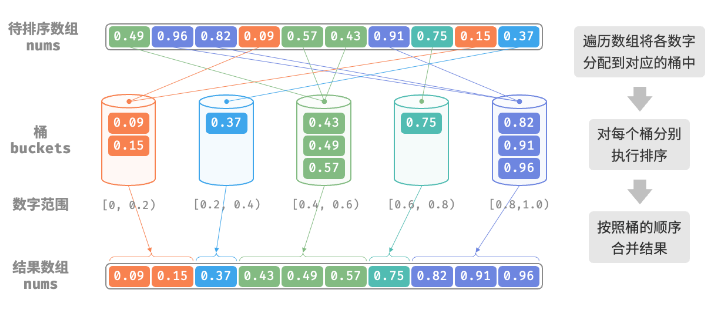 待排序数组
nums
0.49 0.96 0.82 0.09 0.57 0.43 0.91 0.75 0.15 0.37
遍历数组将各数字
分配到对应的桶中
桶
buckets
0.09
0.15
0.37
0.43
0.49
0.57
0.75
0.82
0.91
0.96
对每个桶分别
执行排序
数字范围
[0, 0.2) [0.2, 0.4) [0.4, 0.6) [0.6, 0.8) [0.8,1.0)
按照桶的顺序
合并结果
结果数组
nums
0.09 0.15 0.37 0.43 0.49 0.57 0.75 0.82 0.91 0.96